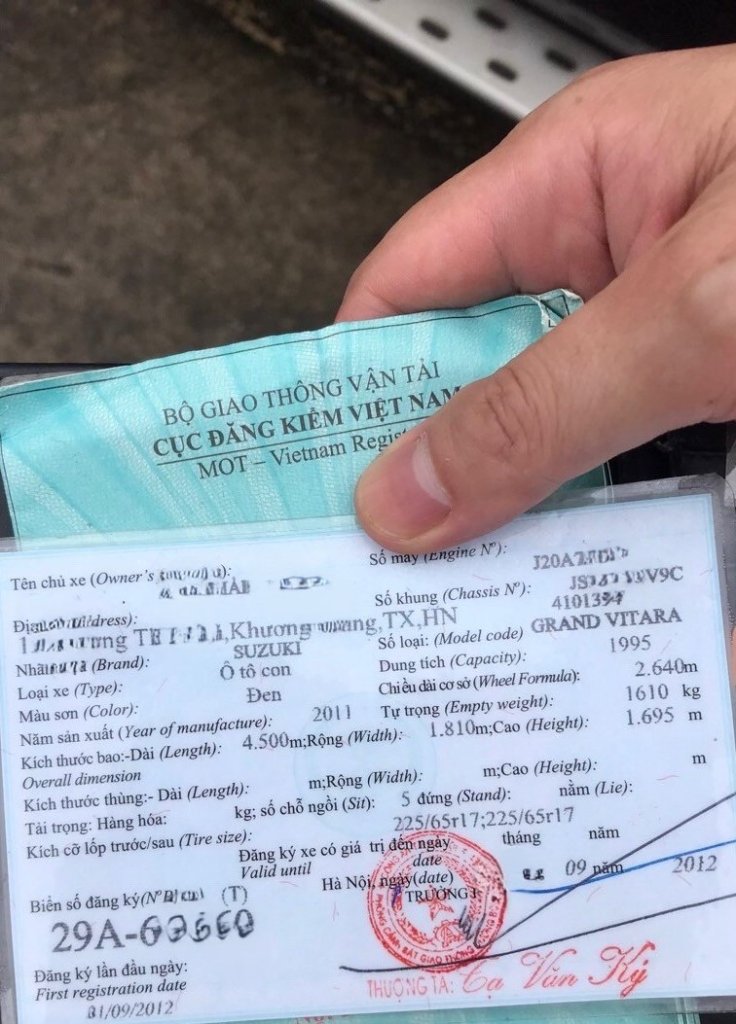 BỘ GIAO THÔNG VẬN TẢI
CỤC ĐĂNG KIỂM VIỆT NAM
MOT – Vietnam
Tên chủ xe (Owner's
Số máy (Engine Nº):
Số khung (Chassis Nº):
Khương TX,HN
Số loại: (Model code) GRAND VITARA
(Brand): SUZUKI
Dung tích (Capacity): 1995
Loại xe (Type): Ô tô con
Chiều dài cơ sở (Wheel Formula): 2.640m
Màu sơn (Color): Đen
Tự trọng (Empty weight): 1610 kg
Năm sản xuất (Year of manufacture): 2011
Kích thước bao:-Dài (Length): 4.500m;Rộng (Width): 1.810m;Cao (Height): 1.695 m
Overall dimension
Kích thước thùng:- Dài (Length): m;Rộng (Width): m;Cao (Height): m
Tải trọng: Hàng hóa: kg; số chỗ ngồi (Sit): 5 đứng (Stand): nằm (Lie):
Kích cỡ lốp trước/sau (Tire size): 225/65r17;225/65r17
Đăng ký xe có giá trị đến ngày tháng năm
Valid until date
Hà Nội, ngày(date) 09 năm 2012
Biển số đăng ký (T)
29A-
Đăng ký lần đầu ngày:
First registration date
/09/2012
THƯỢNG TÁ: Tạ Văn Kỷ